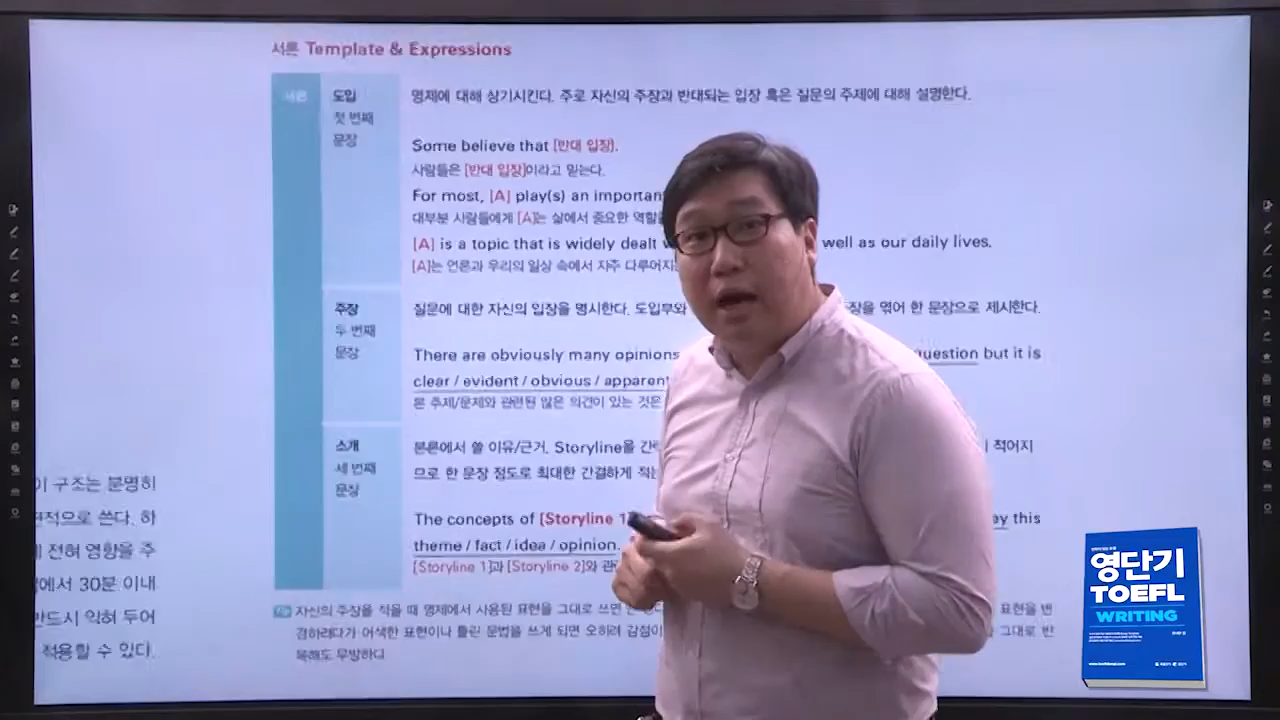 서론 Template & Expressions
서론
도입
첫 번째
문장
명제에 대해 상기시킨다. 주로 자신의 주장과 반대되는 입장 혹은 질문의 주제에 대해 설명한다.
Some believe that [반대 입장].
사람들은 [반대 입장]이라고 믿는다.
For most, [A] play(s) an important
대부분 사람들에게 [A]는 삶에서 중요한 역할을
[A] is a topic that is widely dealt well as our daily lives.
[A]는 언론과 우리의 일상 속에서 자주 다루어지는
주장
두 번째
문장
질문에 대한 자신의 입장을 명시한다. 도입부와 장을 엮어 한 문장으로 제시한다.
There are obviously many opinions question but it is
clear / evident / obvious / apparent
본 주제/문제와 관련된 많은 의견이 있는 것은
소개
세 번째
문장
본론에서 쓸 이유/근거, Storyline을 간 적어지
므로 한 문장 정도로 최대한 간결하게 적는
The concepts of [Storyline 1] this
theme / fact / idea / opinion.
[Storyline 1]과 [Storyline 2]와 관
Tip 자신의 주장을 적을 때 명제에서 사용된 표현을 그대로 쓰면 표현을 변
경하려다가 어색한 표현이나 틀린 문법을 쓰게 되면 오히려 감점이 그대로 반
복해도 무방하다
이 구조는 분명히
적으로 쓴다. 하
전혀 영향을 주
에서 30분 이내
반드시 익혀 두어
적용할 수 있다.
영단기
TOEFL
WRITING